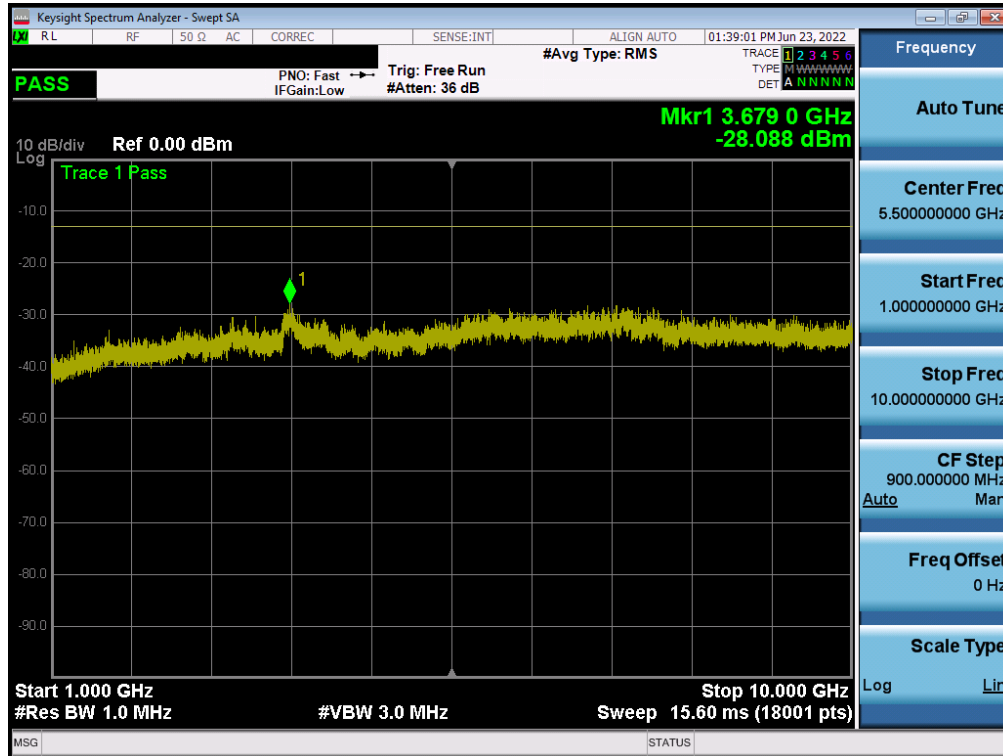 Keysight Spectrum Analyzer - Swept SA
LXI RL RF 50 Ω AC CORREC SENSE:INT ALIGN AUTO 01:39:01 PM Jun 23, 2022
PASS
PNO: Fast
IFGain:Low
Trig: Free Run
#Atten: 36 dB
#Avg Type: RMS
TRACE 1 2 3 4 5 6
TYPE M WWWWW
DET A N N N N N
Mkr1 3.679 0 GHz
-28.088 dBm
10 dB/div Ref 0.00 dBm
Log
Trace 1 Pass
1
-10.0
-20.0
-30.0
-40.0
-50.0
-60.0
-70.0
-80.0
-90.0
Start 1.000 GHz Stop 10.000 GHz
#Res BW 1.0 MHz #VBW 3.0 MHz Sweep 15.60 ms (18001 pts)
MSG STATUS
Frequency
Auto Tune
Center Freq
5.500000000 GHz
Start Freq
1.000000000 GHz
Stop Freq
10.000000000 GHz
CF Step
900.000000 MHz
Auto Man
Freq Offset
0 Hz
Scale Type
Log Lin